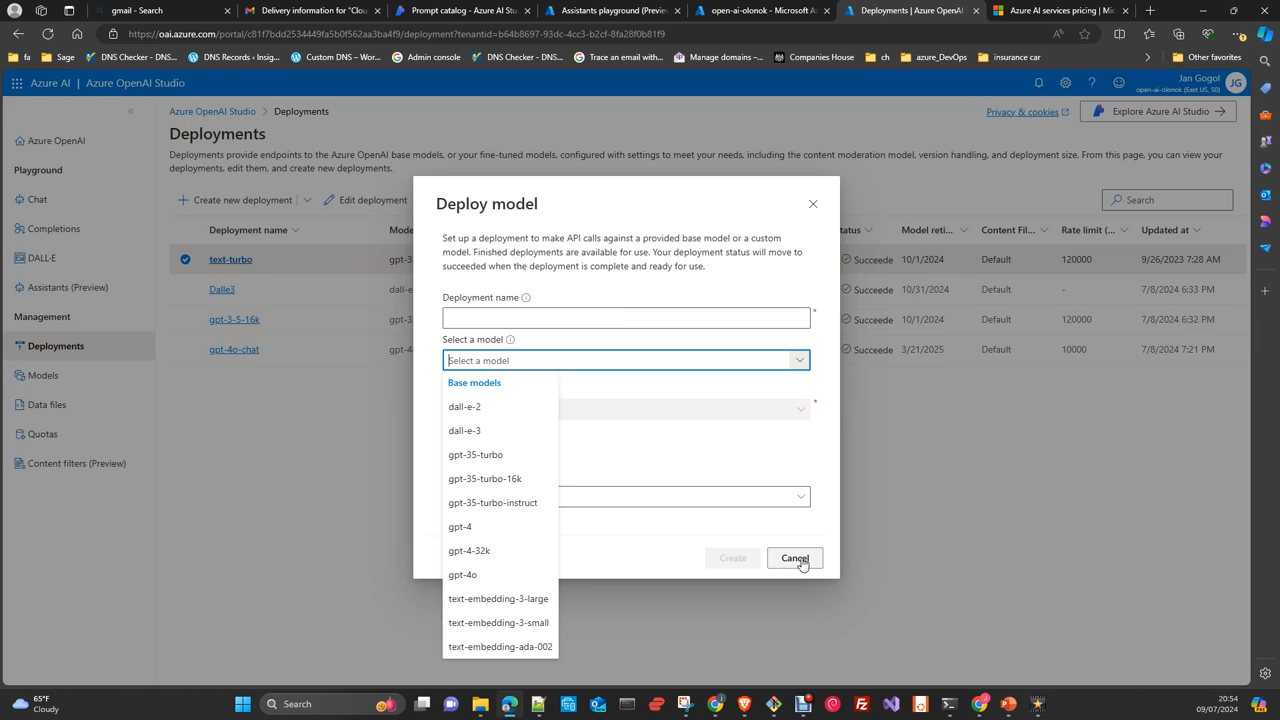 gmail - Search
Delivery information for "Clou
Prompt catalog - Azure AI Stu
Assistants playground (Previe
open-ai-olonok - Microsoft Az
Deployments | Azure OpenAI S
Azure AI services pricing | Mic
https://oai.azure.com/portal/c81f7bdd2534449fa5b0f562aa3ba4f9/deployment?tenantid=b64b8697-93dc-4cc3-b2cf-8fa28f0b81f9
fa
Sage
DNS Checker - DNS...
DNS Records ‹ Insig...
Custom DNS – Wor...
Admin console
DNS Checker - DNS...
Trace an email with...
Manage domains –...
Companies House
ch
azure_DevOps
insurance car
Other favorites
Azure AI | Azure OpenAI Studio
Jan Gogol
open-ai-olonok (East US, S0)
JG
Azure OpenAI Studio > Deployments
Privacy & cookies
Explore Azure AI Studio
Deployments
Deployments provide endpoints to the Azure OpenAI base models, or your fine-tuned models, configured with settings to meet your needs, including the content moderation model, version handling, and deployment size. From this page, you can view your
deployments, edit them, and create new deployments.
Azure OpenAI
Playground
Chat
Completions
DALL·E
Assistants (Preview)
Management
Deployments
Models
Data files
Quotas
Content filters (Preview)
Create new deployment
Edit deployment
Search
Deployment name
Mode
tatus
Model reti...
Content Fil...
Rate limit (...
Updated at
text-turbo
gpt-3
Succeede
10/1/2024
Default
120000
9/26/2023 7:28 AM
Dalle3
dall-e
Succeede
10/31/2024
Default
-
7/8/2024 6:33 PM
gpt-3-5-16k
gpt-3.
Succeede
10/1/2024
Default
120000
7/8/2024 6:32 PM
gpt-4o-chat
gpt-4
Succeede
3/21/2025
Default
10000
7/8/2024 7:21 PM
Deploy model
Set up a deployment to make API calls against a provided base model or a custom
model. Finished deployments are available for use. Your deployment status will move to
succeeded when the deployment is complete and ready for use.
Deployment name
*
Select a model
Select a model
*
Base models
dall-e-2
dall-e-3
gpt-35-turbo
gpt-35-turbo-16k
gpt-35-turbo-instruct
gpt-4
gpt-4-32k
gpt-4o
text-embedding-3-large
text-embedding-3-small
text-embedding-ada-002
Create
Cancel
65°F
Cloudy
Search
20:54
09/07/2024